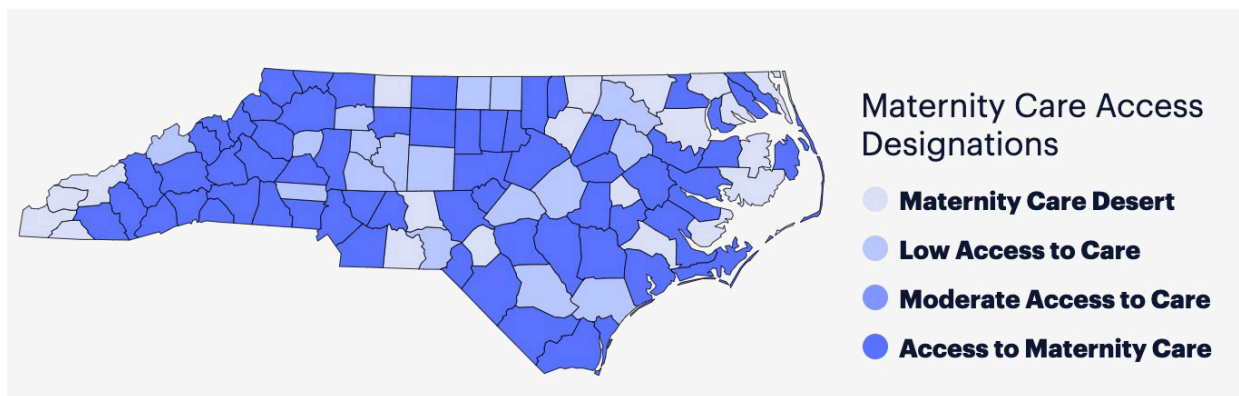 Maternity Care Access
Designations
Maternity Care Desert
Low Access to Care
Moderate Access to Care
Access to Maternity Care